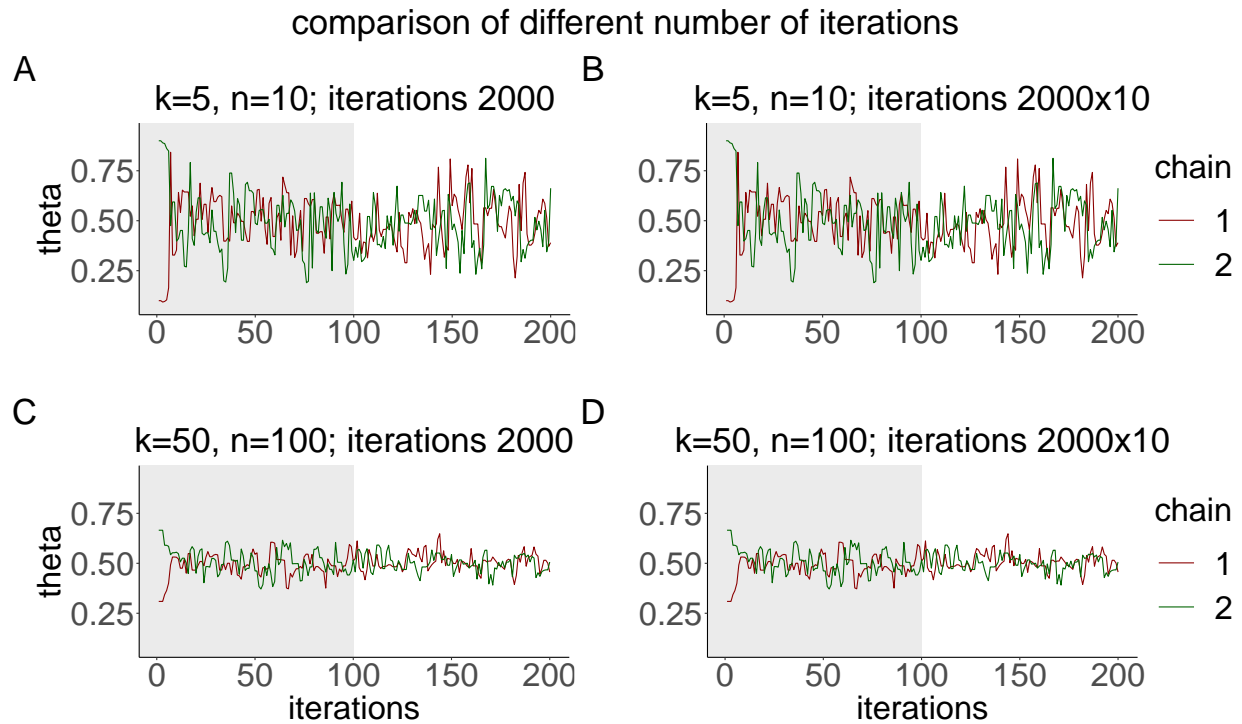 comparison of different number of iterations
A
k=5, n=10; iterations 2000
theta
0.75
0.50
0.25
0 50 100 150 200
B
k=5, n=10; iterations 2000x10
0.75
0.50
0.25
0 50 100 150 200
chain
1
2
C
k=50, n=100; iterations 2000
theta
0.75
0.50
0.25
0 50 100 150 200
iterations
D
k=50, n=100; iterations 2000x10
0.75
0.50
0.25
0 50 100 150 200
iterations
chain
1
2